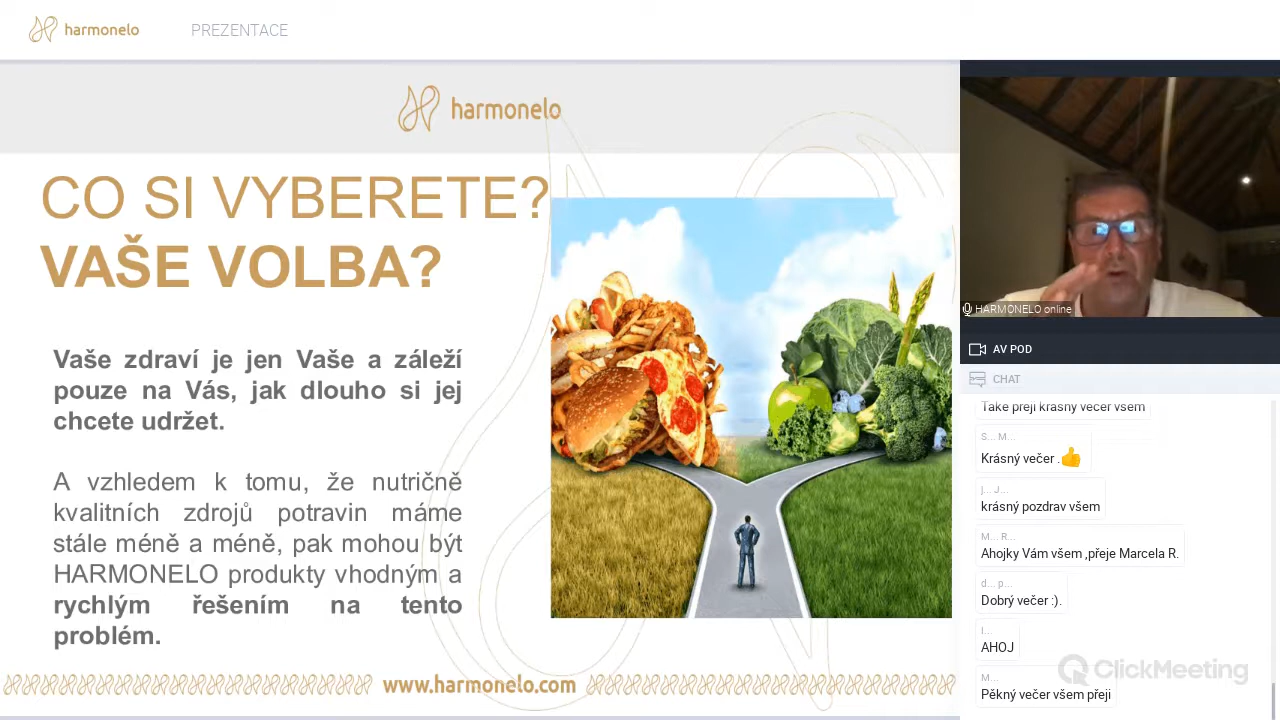 harmonelo
PREZENTACE
harmonelo
CO SI VYBERETE?
VAŠE VOLBA?
Vaše zdraví je jen Vaše a záleží
pouze na Vás, jak dlouho si jej
chcete udržet.
A vzhledem k tomu, že nutričně
kvalitních zdrojů potravin máme
stále méně a méně, pak mohou být
HARMONELO produkty vhodným a
rychlým řešením na tento
problém.
www.harmonelo.com
HARMONELO online
AV POD
CHAT
Také přeji krásný večer všem
S... M...
Krásný večer .👍
j... J...
krásný pozdrav všem
M... R...
Ahojky Vám všem ,přeje Marcela R.
d... p...
Dobrý večer :).
I...
AHOJ
M...
Pěkný večer všem přeji
ClickMeeting